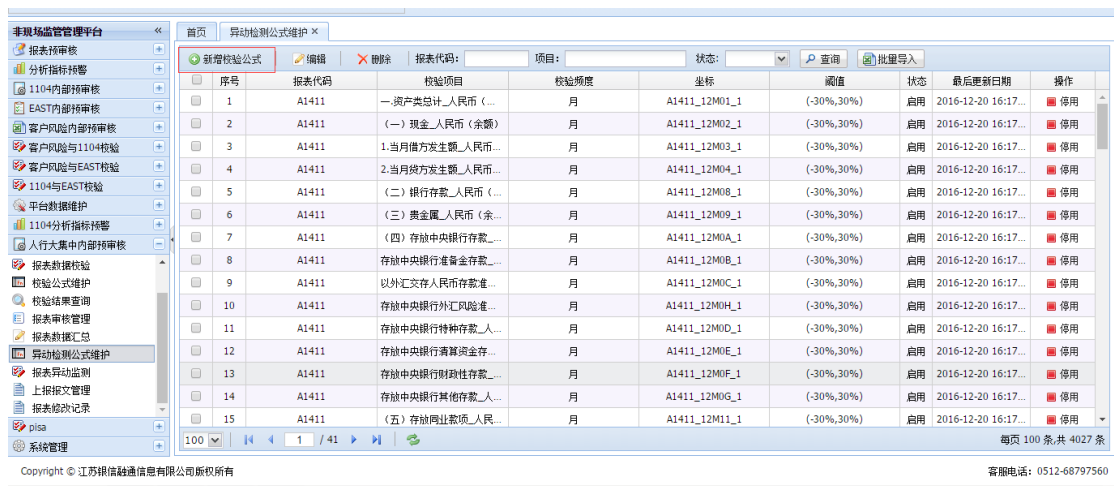 非现场监管管理平台 «
首页 异动检测公式维护 ×
报表预审核
分析指标预警
1104内部预审核
EAST内部预审核
客户风险内部预审核
客户风险与1104校验
客户风险与EAST校验
1104与EAST校验
平台数据维护
1104分析指标预警
人行大集中内部预审核
报表数据校验
校验公式维护
校验结果查询
报表审核管理
报表数据汇总
异动检测公式维护
报表异动监测
上报报文管理
报表修改记录
pisa
系统管理
新增校验公式 编辑 删除 报表代码: 项目: 状态: 查询 批量导入
序号 报表代码 校验项目 校验频度 坐标 阈值 状态 最后更新日期 操作
1 A1411 一.资产类总计_人民币（... 月 A1411_12M01_1 (-30%,30%) 启用 2016-12-20 16:17... 停用
2 A1411 （一）现金_人民币（余额） 月 A1411_12M02_1 (-30%,30%) 启用 2016-12-20 16:17... 停用
3 A1411 1.当月借方发生额_人民币... 月 A1411_12M03_1 (-30%,30%) 启用 2016-12-20 16:17... 停用
4 A1411 2.当月贷方发生额_人民币... 月 A1411_12M04_1 (-30%,30%) 启用 2016-12-20 16:17... 停用
5 A1411 （二）银行存款_人民币（... 月 A1411_12M08_1 (-30%,30%) 启用 2016-12-20 16:17... 停用
6 A1411 （三）贵金属_人民币（余... 月 A1411_12M09_1 (-30%,30%) 启用 2016-12-20 16:17... 停用
7 A1411 （四）存放中央银行存款_... 月 A1411_12M0A_1 (-30%,30%) 启用 2016-12-20 16:17... 停用
8 A1411 存放中央银行准备金存款_... 月 A1411_12M0B_1 (-30%,30%) 启用 2016-12-20 16:17... 停用
9 A1411 以外汇交存人民币存款准... 月 A1411_12M0C_1 (-30%,30%) 启用 2016-12-20 16:17... 停用
10 A1411 存放中央银行外汇风险准... 月 A1411_12M0H_1 (-30%,30%) 启用 2016-12-20 16:17... 停用
11 A1411 存放中央银行特种存款_人... 月 A1411_12M0D_1 (-30%,30%) 启用 2016-12-20 16:17... 停用
12 A1411 存放中央银行清算资金存... 月 A1411_12M0E_1 (-30%,30%) 启用 2016-12-20 16:17... 停用
13 A1411 存放中央银行财政性存款_... 月 A1411_12M0F_1 (-30%,30%) 启用 2016-12-20 16:17... 停用
14 A1411 存放中央银行其他存款_人... 月 A1411_12M0G_1 (-30%,30%) 启用 2016-12-20 16:17... 停用
15 A1411 （五）存放同业款项_人民... 月 A1411_12M11_1 (-30%,30%) 启用 2016-12-20 16:17... 停用
100 1 / 41 每页 100 条,共 4027 条
Copyright © 江苏银信融通信息有限公司版权所有 客服电话：0512-68797560